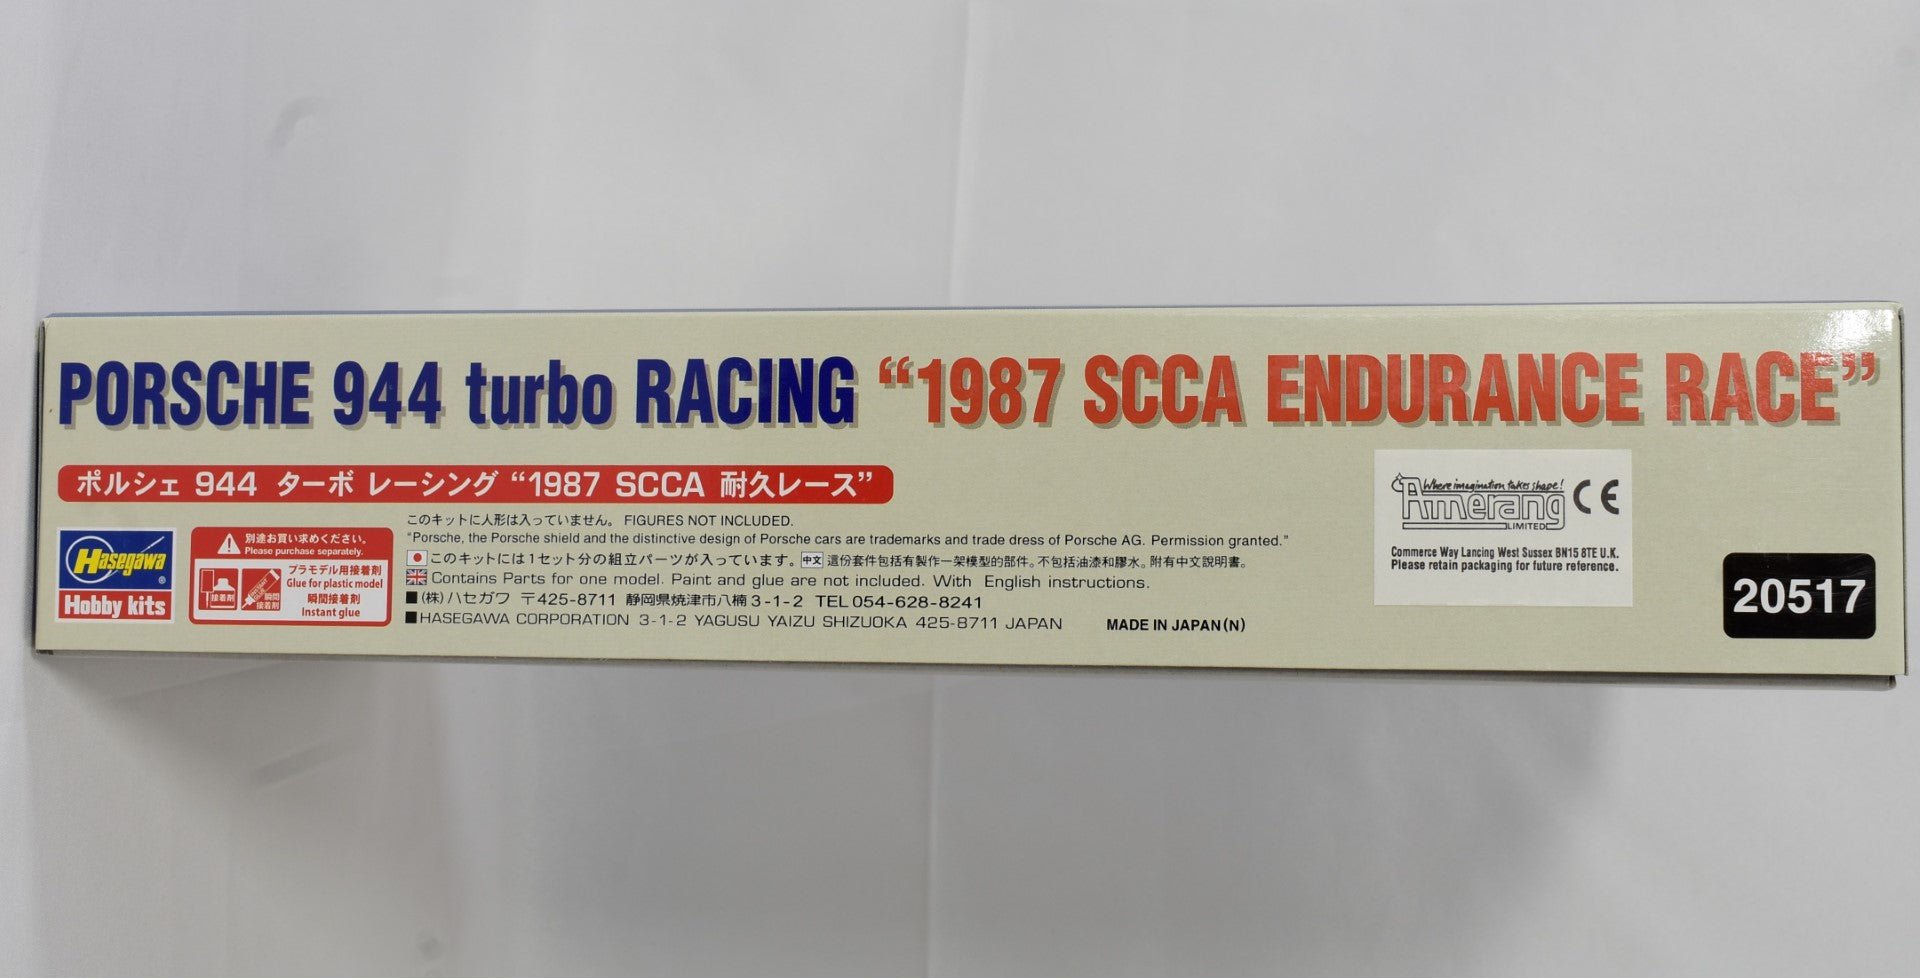 PORSCHE 944 turbo RACING “1987 SCCA ENDURANCE RACE”
ポルシェ 944 ターボ レーシング “1987 SCCA 耐久レース”
Hasegawa®
Hobby kits
別途お買い求めください。
Please purchase separately.
接着剤
INSTANT GLUE
瞬間接着剤
プラモデル用接着剤
Glue for plastic model
瞬間接着剤
Instant glue
このキットに人形は入っていません。 FIGURES NOT INCLUDED.
“Porsche, the Porsche shield and the distinctive design of Porsche cars are trademarks and trade dress of Porsche AG. Permission granted.”
このキットには1セット分の組立パーツが入っています。 中文 這份套件包括有製作一架模型的部件。不包括油漆和膠水。附有中文說明書。
Contains Parts for one model. Paint and glue are not included. With English instructions.
■(株)ハセガワ 〒425-8711 静岡県焼津市八楠3-1-2 TEL 054-628-8241
■HASEGAWA CORPORATION 3-1-2 YAGUSU YAIZU SHIZUOKA 425-8711 JAPAN MADE IN JAPAN(N)
Where imagination takes shape!
Amerang CE
LIMITED
Commerce Way Lancing West Sussex BN15 8TE U.K.
Please retain packaging for future reference.
20517